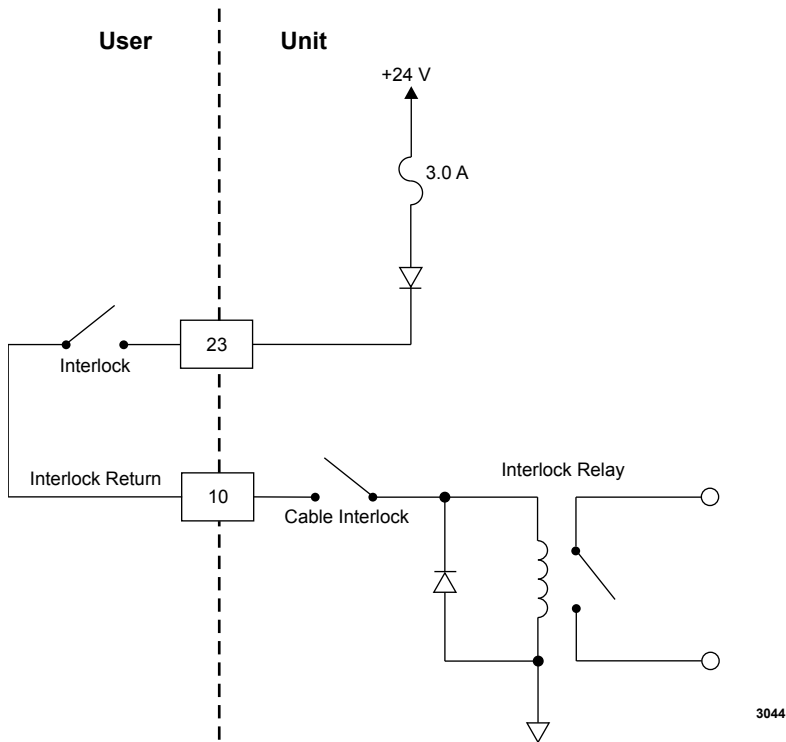 User
Unit
+24 V
3.0 A
23
Interlock
Interlock Return
10
Cable Interlock
Interlock Relay
3044